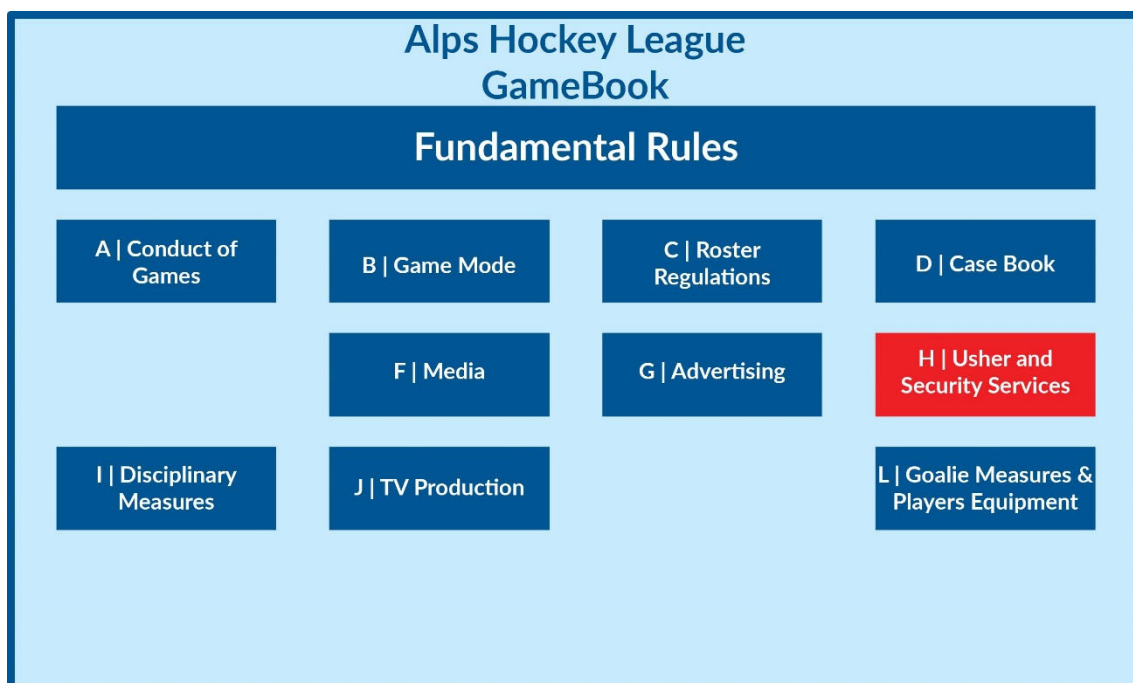 Alps Hockey League
GameBook
Fundamental Rules
A | Conduct of
Games
B | Game Mode
C | Roster
Regulations
D | Case Book
F | Media
G | Advertising
H | Usher and
Security Services
I | Disciplinary
Measures
J | TV Production
L | Goalie Measures &
Players Equipment